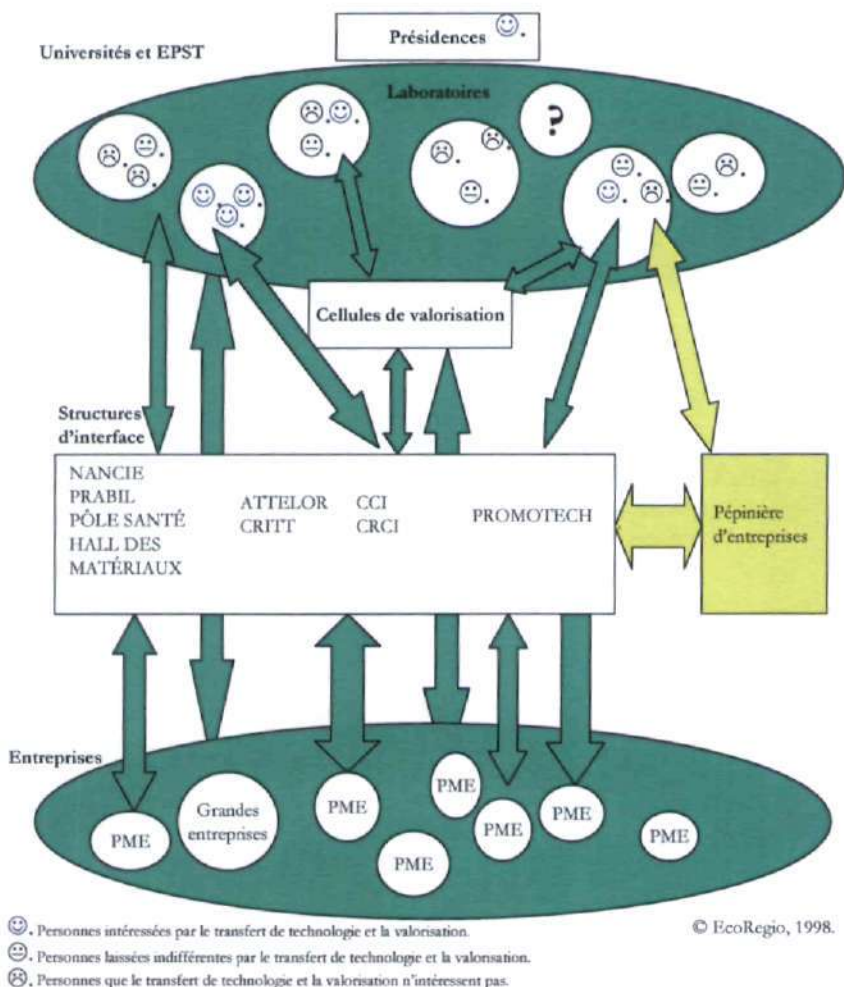 Présidences
Universités et EPST
Laboratoires
?
Cellules de valorisation
Structures
d'interface
NANCIE
PRABIL
PÔLE SANTÉ
HALL DES
MATÉRIAUX
ATTELOR
CRITT
CCI
CRCI
PROMOTECH
Pépinière
d'entreprises
Entreprises
PME
Grandes
entreprises
PME
PME
PME
PME
PME
PME
© EcoRegio, 1998.
. Personnes intéressées par le transfert de technologie et la valorisation.
. Personnes laissées indifférentes par le transfert de technologie et la valorisation.
. Personnes que le transfert de technologie et la valorisation n'intéressent pas.